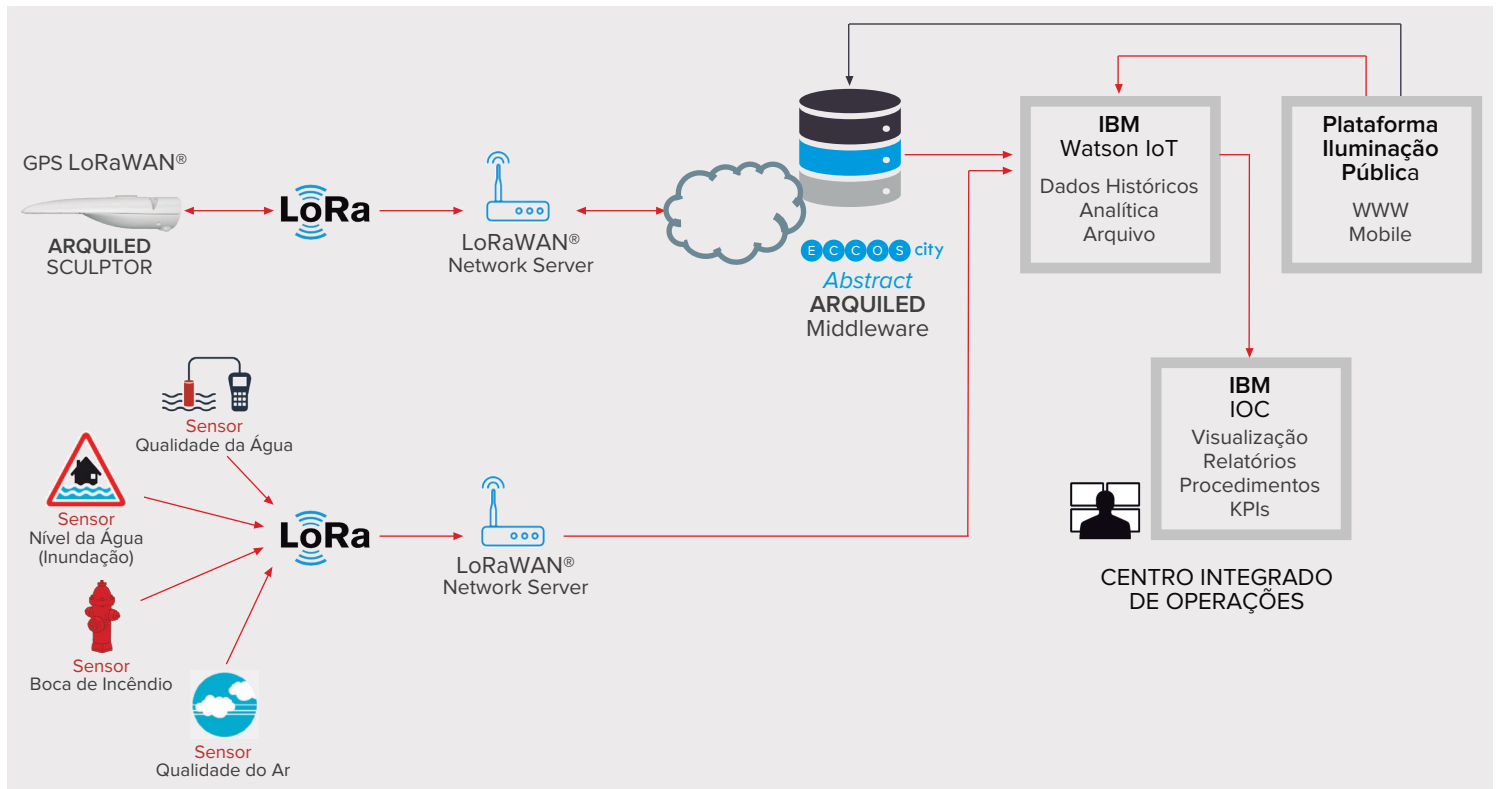 GPS LoRaWAN®
ARQUILED
SCULPTOR
LoRa
LoRaWAN®
Network Server
ECCOS city
Abstract
ARQUILED
Middleware
IBM
Watson IoT
Dados Históricos
Analítica
Arquivo
Plataforma
Iluminação
Pública
WWW
Mobile
IBM
IOC
Visualização
Relatórios
Procedimentos
KPIs
CENTRO INTEGRADO
DE OPERAÇÕES
Sensor
Qualidade da Água
Sensor
Nível da Água
(Inundação)
Sensor
Boca de Incêndio
Sensor
Qualidade do Ar
LoRa
LoRaWAN®
Network Server